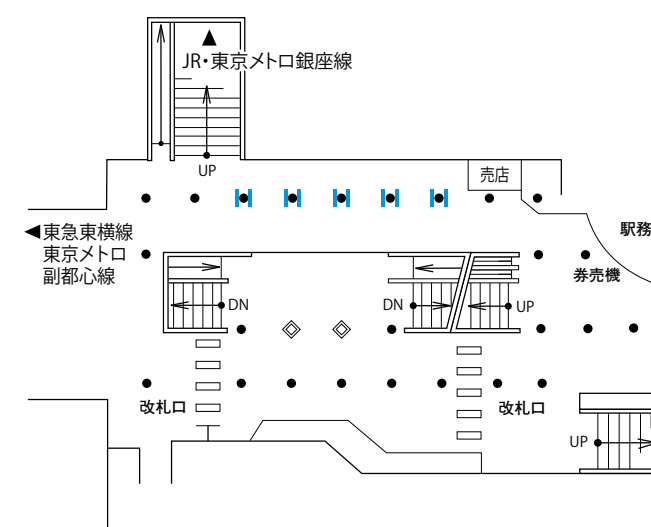 JR・東京メトロ銀座線
UP
売店
駅務
◀東急東横線
東京メトロ
副都心線
券売機
DN
DN
UP
改札口
改札口
UP